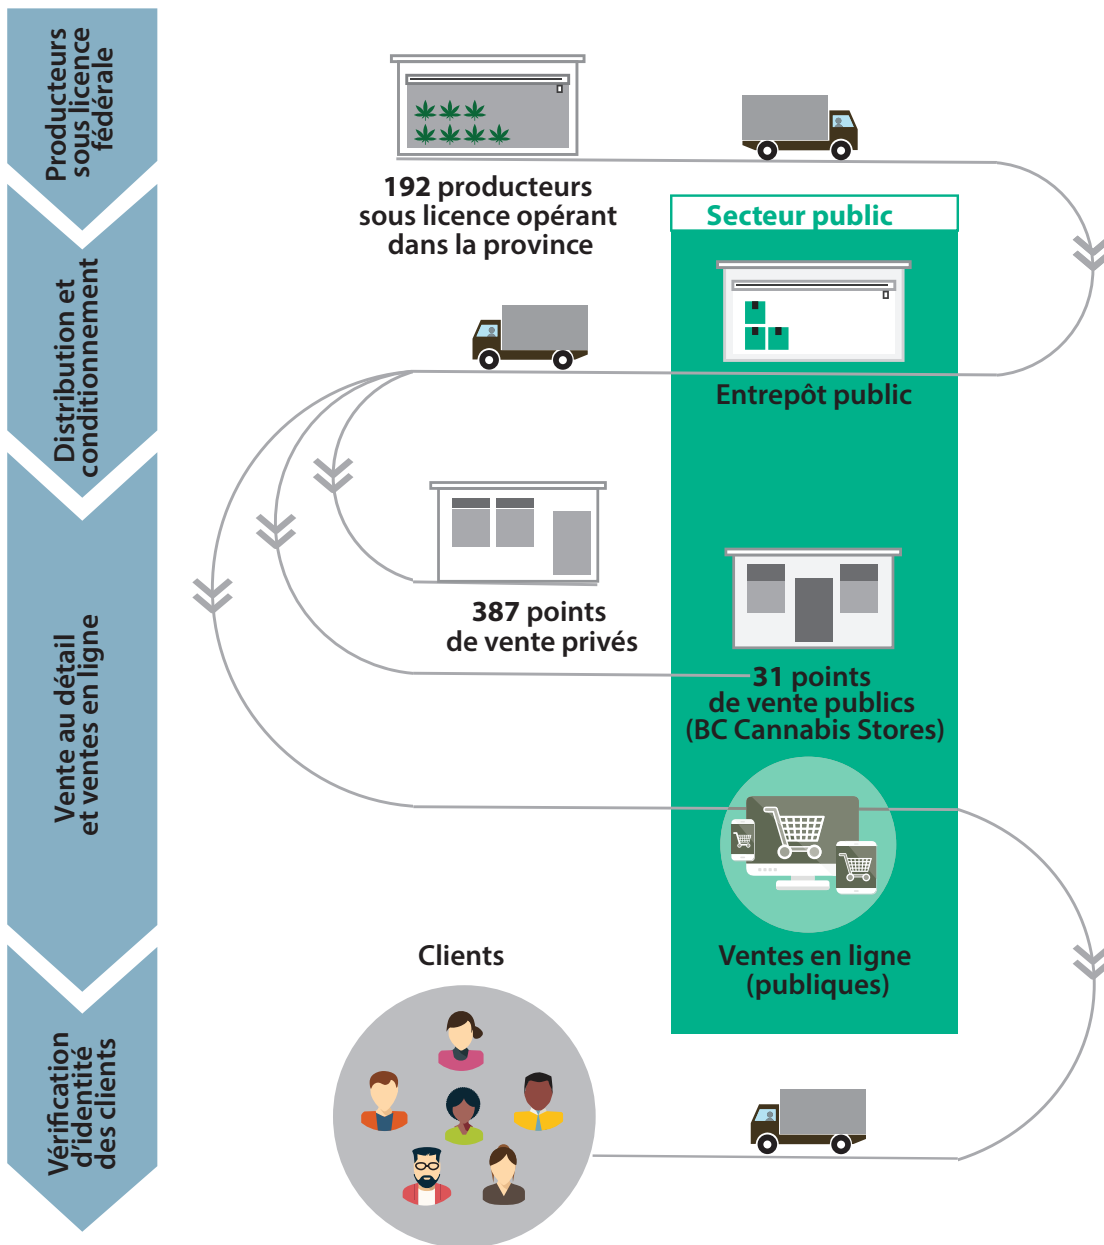 Producteurs
sous licence
fédérale
192 producteurs
sous licence opérant
dans la province
Secteur public
Distribution et
conditionnement
Entrepôt public
Vente au détail
et ventes en ligne
387 points
de vente privés
31 points
de vente publics
(BC Cannabis Stores)
Ventes en ligne
(publiques)
Clients
Vérification
d'identité
des clients